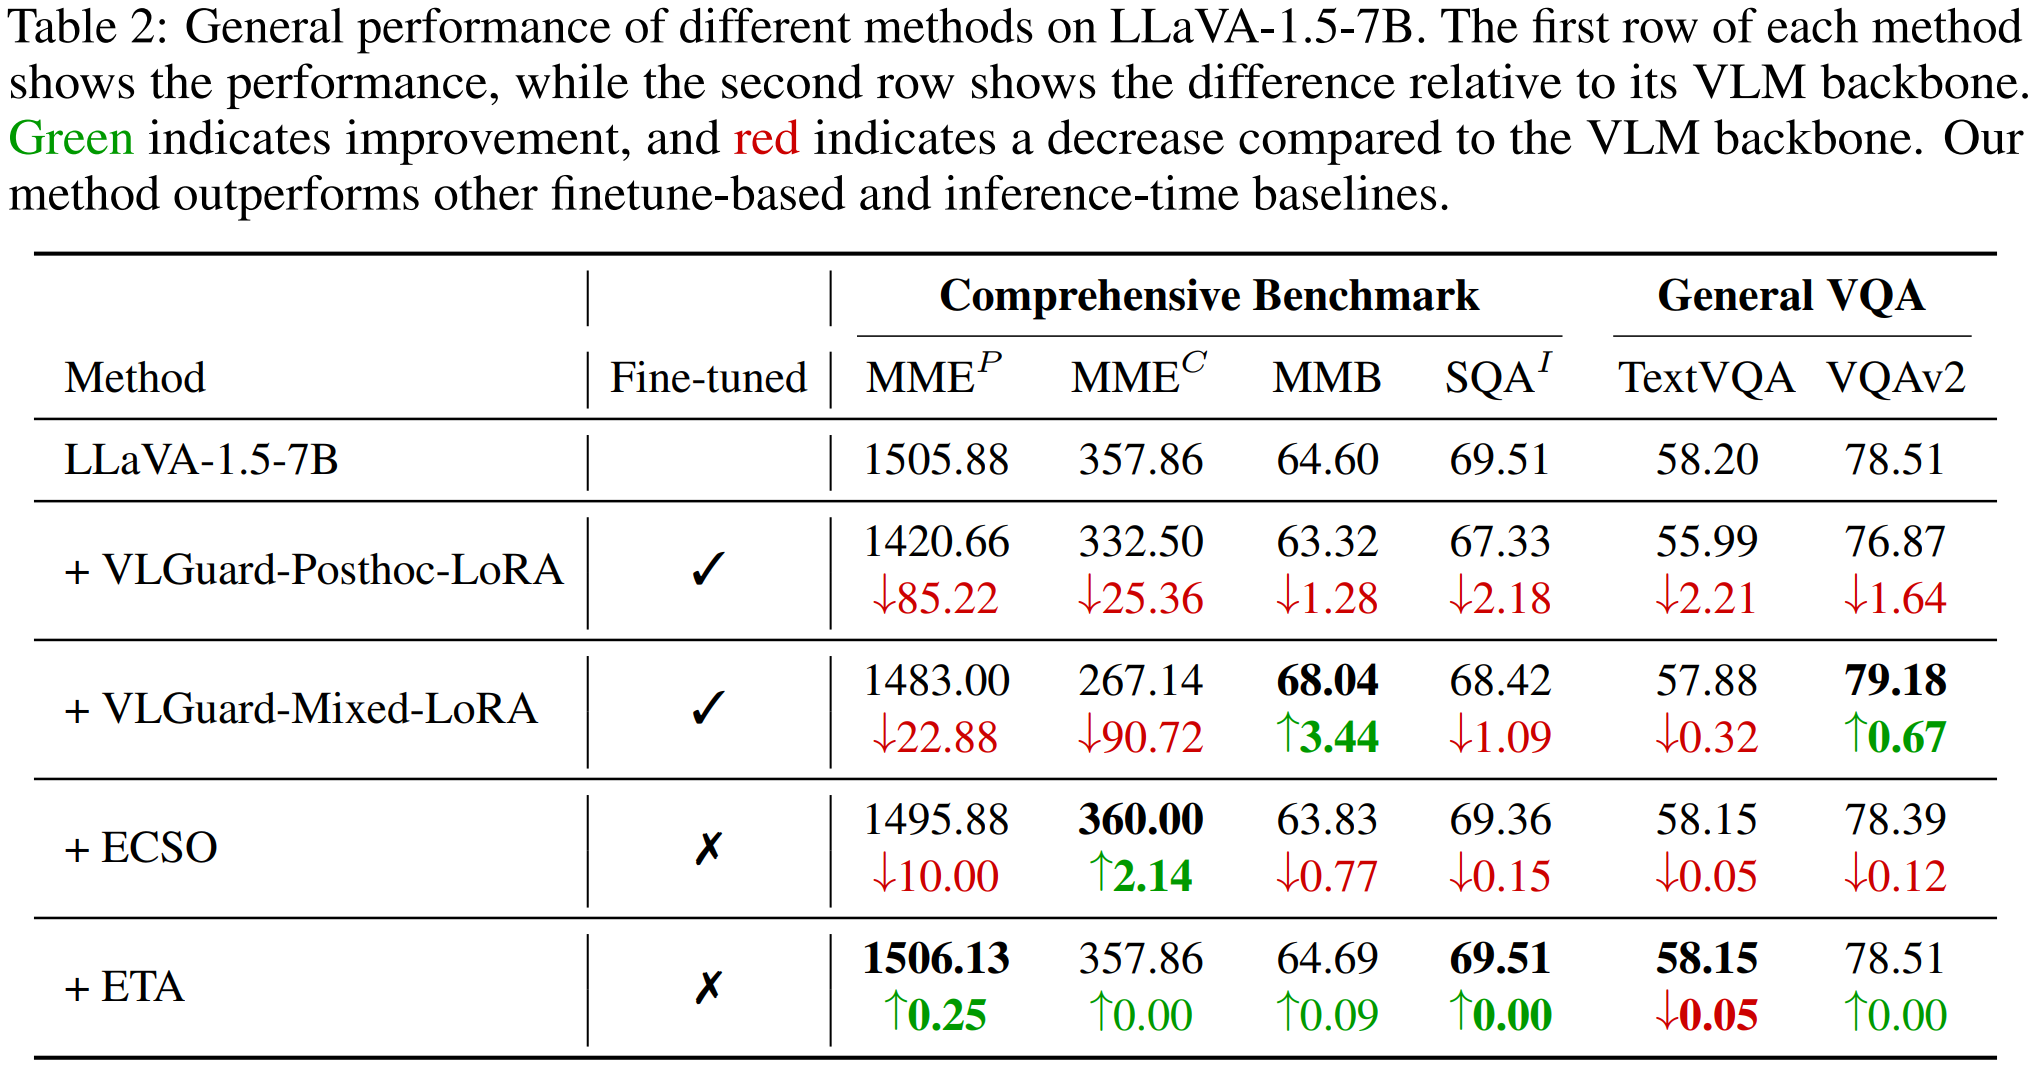 Table 2: General performance of different methods on LLaVA-1.5-7B. The first row of each method
shows the performance, while the second row shows the difference relative to its VLM backbone.
Green indicates improvement, and red indicates a decrease compared to the VLM backbone. Our
method outperforms other finetune-based and inference-time baselines.
Comprehensive Benchmark General VQA
Method Fine-tuned MME^P MME^C MMB SQA^I TextVQA VQAv2
LLaVA-1.5-7B 1505.88 357.86 64.60 69.51 58.20 78.51
+ VLGuard-Posthoc-LoRA ✓ 1420.66 332.50 63.32 67.33 55.99 76.87
↓85.22 ↓25.36 ↓1.28 ↓2.18 ↓2.21 ↓1.64
+ VLGuard-Mixed-LoRA ✓ 1483.00 267.14 68.04 68.42 57.88 79.18
↓22.88 ↓90.72 ↑3.44 ↓1.09 ↓0.32 ↑0.67
+ ECSO ✗ 1495.88 360.00 63.83 69.36 58.15 78.39
↓10.00 ↑2.14 ↓0.77 ↓0.15 ↓0.05 ↓0.12
+ ETA ✗ 1506.13 357.86 64.69 69.51 58.15 78.51
↑0.25 ↑0.00 ↑0.09 ↑0.00 ↓0.05 ↑0.00